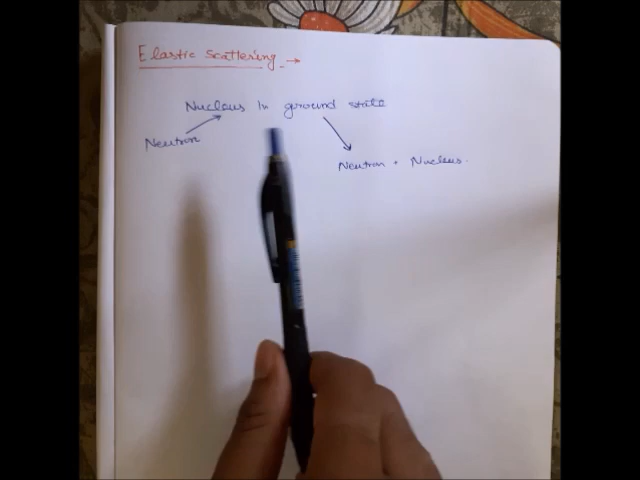 Elastic scattering. →
Nucleus in ground state
Neutron
Neutron + Nucleus.